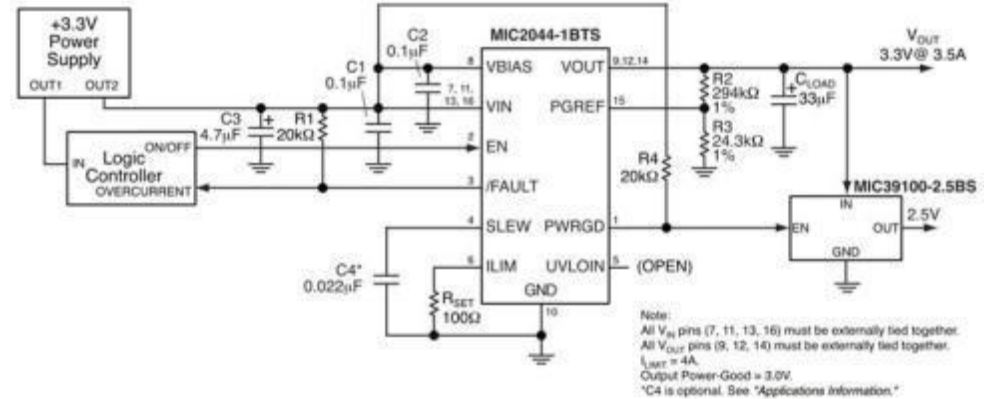 +3.3V
Power
Supply
OUT1 OUT2
C2
0.1µF
C1
0.1µF
MIC2044-1BTS
8 VBIAS VOUT 9,12,14
7, 11,
13, 16 VIN PGREF 15
2 EN
3 /FAULT
4 SLEW PWRGD 1
6 ILIM UVLOIN 5 (OPEN)
GND
10
C3
4.7µF
+
R1
20kΩ
ON/OFF
IN Logic
Controller
OVERCURRENT
C4*
0.022µF
RSET
100Ω
R4
20kΩ
R2
294kΩ
1%
R3
24.3kΩ
1%
+ CLOAD
33µF
VOUT
3.3V@ 3.5A
MIC39100-2.5BS
IN
EN OUT
GND
2.5V
Note:
All VIN pins (7, 11, 13, 16) must be externally tied together.
All VOUT pins (9, 12, 14) must be externally tied together.
ILIMIT = 4A.
Output Power-Good = 3.0V.
*C4 is optional. See "Applications Information."